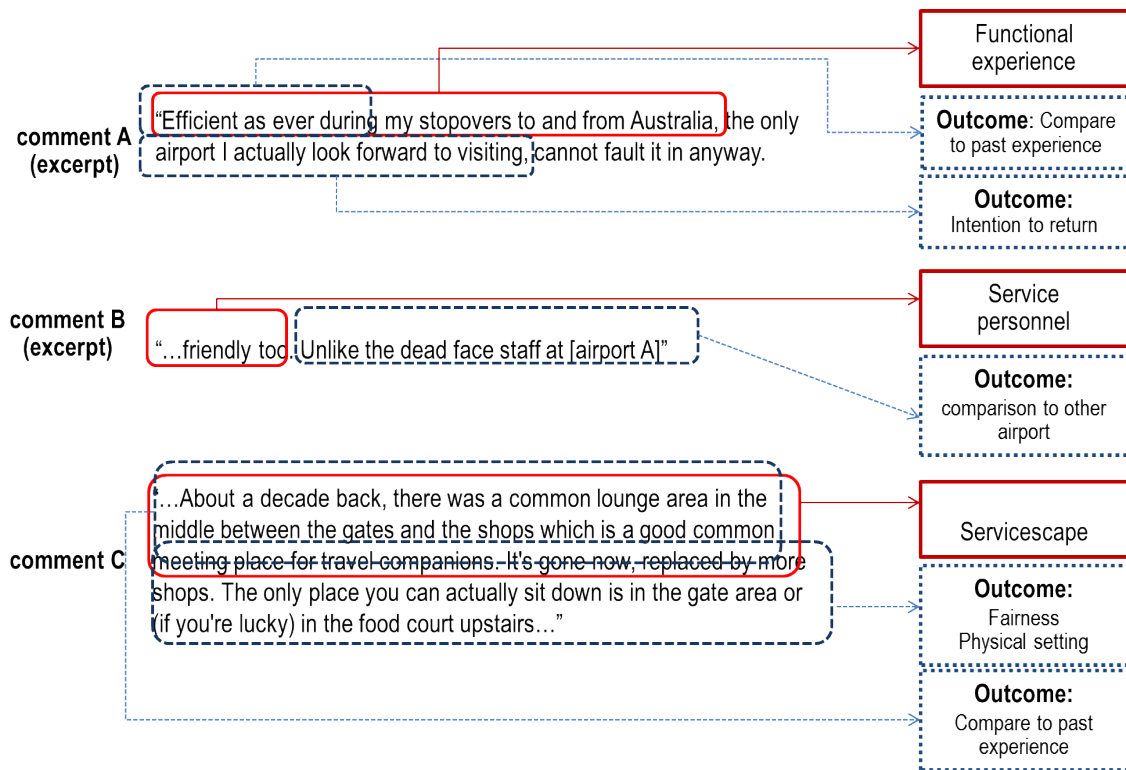 Functional
experience
comment A
(excerpt)
“Efficient as ever during my stopovers to and from Australia, the only
airport I actually look forward to visiting, cannot fault it in anyway.
Outcome: Compare
to past experience
Outcome:
Intention to return
comment B
(excerpt)
“…friendly too. Unlike the dead face staff at [airport A]”
Service
personnel
Outcome:
comparison to other
airport
comment C
“…About a decade back, there was a common lounge area in the
middle between the gates and the shops which is a good common
meeting place for travel companions. It's gone now, replaced by more
shops. The only place you can actually sit down is in the gate area or
(if you're lucky) in the food court upstairs…”
Servicescape
Outcome:
Fairness
Physical setting
Outcome:
Compare to past
experience